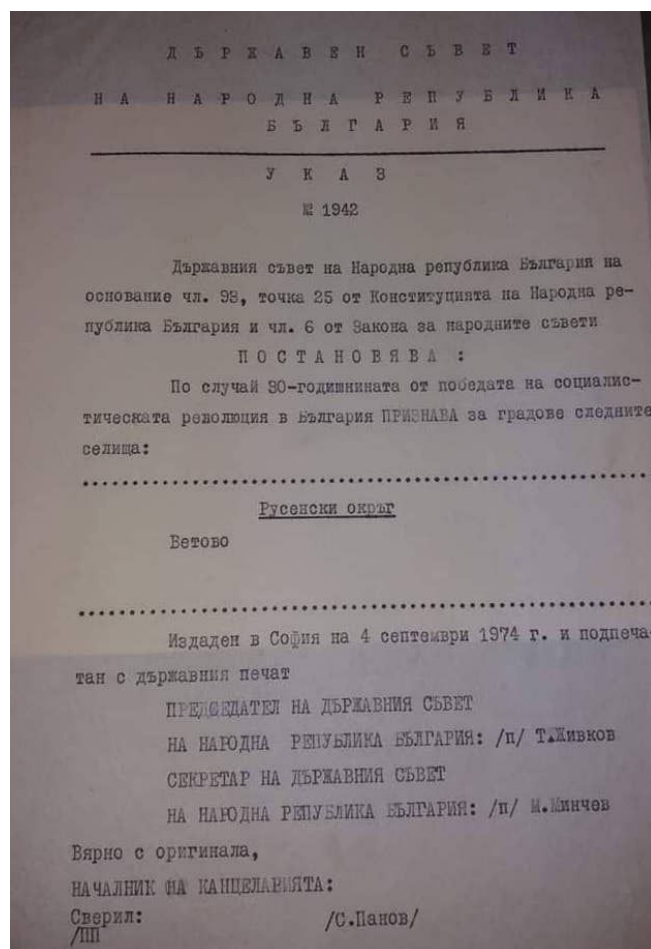 Д Ъ Р Ж А В Е Н С Ъ В Е Т
Н А Н А Р О Д Н А Р Е П У Б Л И К А
Б Ъ Л Г А Р И Я
У К А З
№ 1942
Държавния съвет на Народна република България на
основание чл. 93, точка 25 от Конституцията на Народна ре-
публика България и чл. 6 от Закона за народните съвети
П О С Т А Н О В Я В А :
По случай 30-годишнината от победата на социалис-
тическата революция в България ПРИЗНАВА за градове следните
селища:
Русенски окръг
Ветово
Издаден в София на 4 септември 1974 г. и подпеча-
тан с държавния печат
ПРЕДСЕДАТЕЛ НА ДЪРЖАВНИЯ СЪВЕТ
НА НАРОДНА РЕПУБЛИКА БЪЛГАРИЯ: /п/ Т.Живков
СЕКРЕТАР НА ДЪРЖАВНИЯ СЪВЕТ
НА НАРОДНА РЕПУБЛИКА БЪЛГАРИЯ: /п/ М.Минчев
Вярно с оригинала,
НАЧАЛНИК НА КАНЦЕЛАРИЯТА:
Сверил: /С.Панов/
/ПП